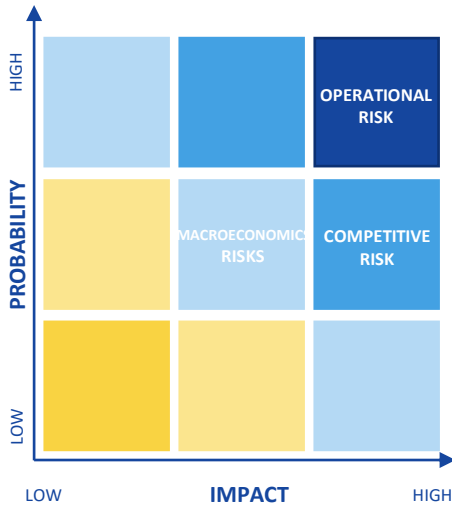 HIGH
OPERATIONAL
RISK
PROBABILITY
MACROECONOMICS
RISKS
COMPETITIVE
RISK
LOW
LOW
IMPACT
HIGH